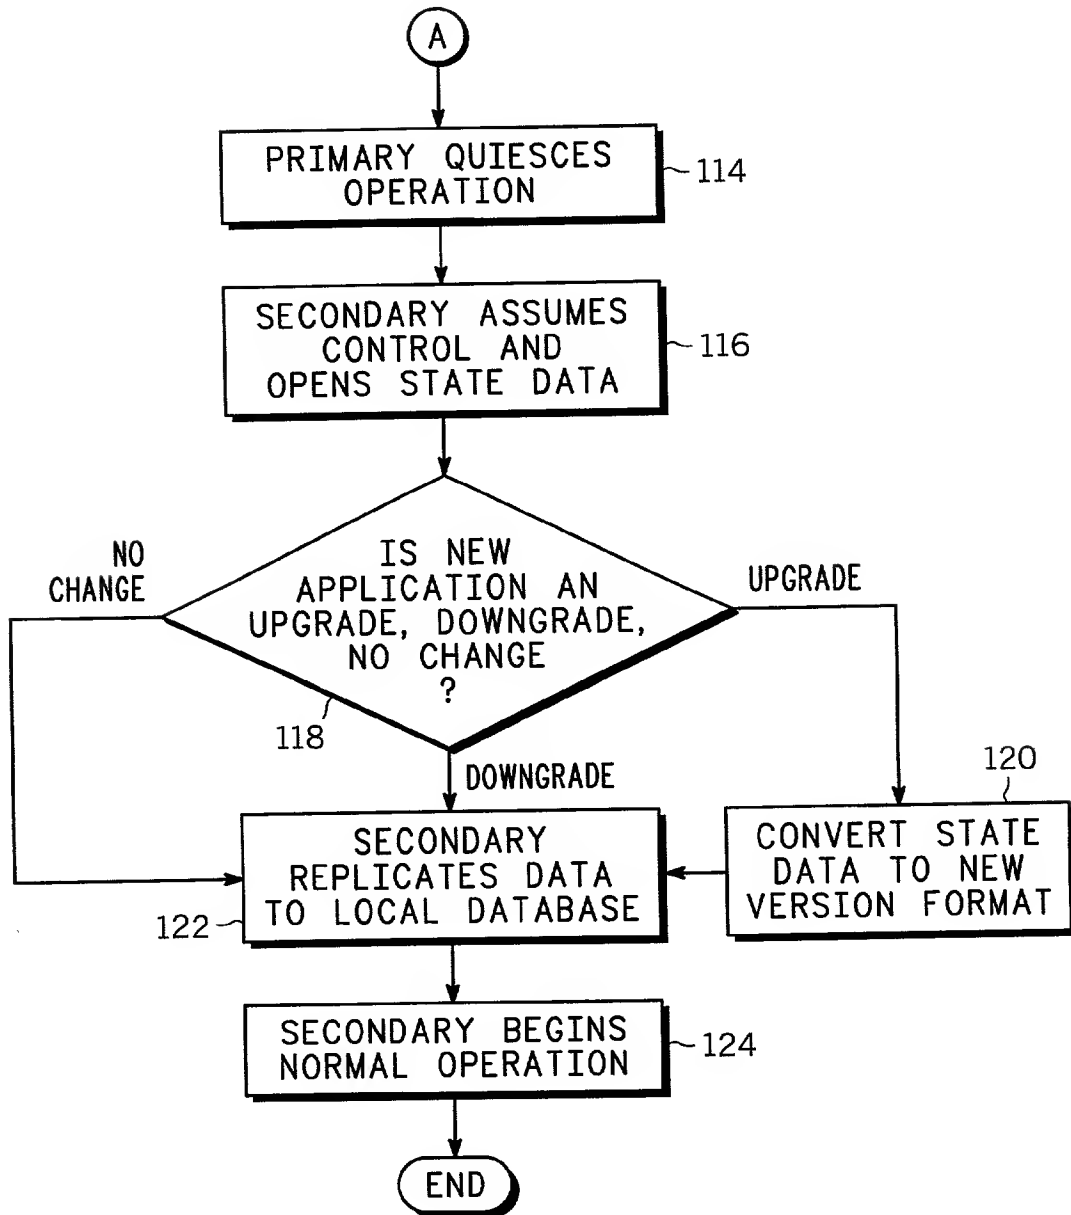 A
PRIMARY QUIESCES
OPERATION
114
SECONDARY ASSUMES
CONTROL AND
OPENS STATE DATA
116
IS NEW
APPLICATION AN
UPGRADE, DOWNGRADE,
NO CHANGE
?
118
NO
CHANGE
UPGRADE
DOWNGRADE
120
CONVERT STATE
DATA TO NEW
VERSION FORMAT
SECONDARY
REPLICATES DATA
TO LOCAL DATABASE
122
SECONDARY BEGINS
NORMAL OPERATION
124
END